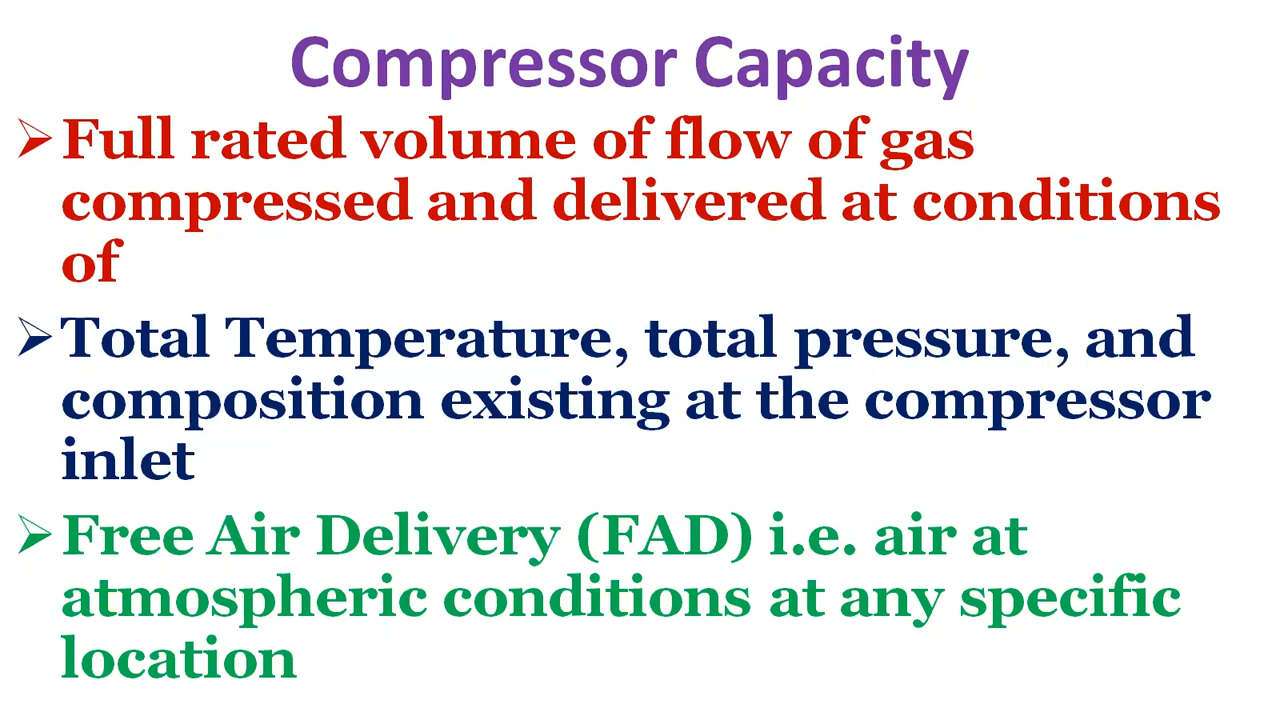 Compressor Capacity
Full rated volume of flow of gas
compressed and delivered at conditions
of
Total Temperature, total pressure, and
composition existing at the compressor
inlet
Free Air Delivery (FAD) i.e. air at
atmospheric conditions at any specific
location